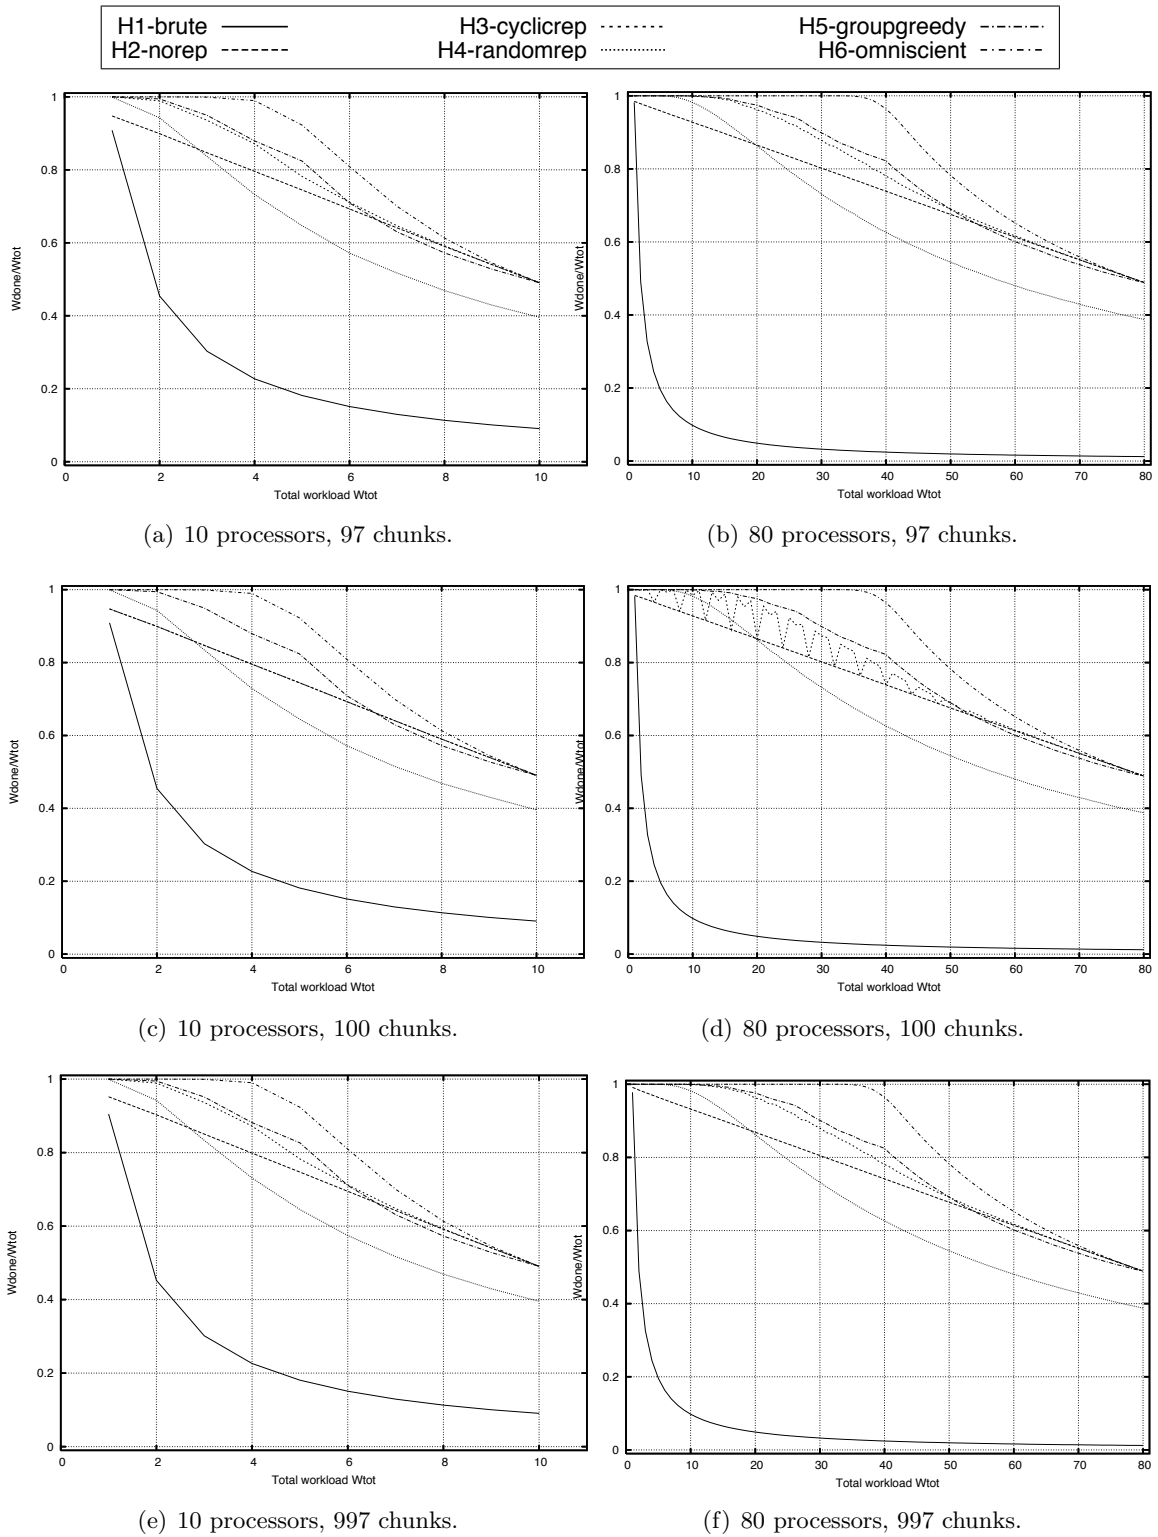 H1-brute H3-cyclicrep H5-groupgreedy
H2-norep H4-randomrep H6-omniscient
1
0.8
0.6
0.4
0.2
0
Wdone/Wtot
0 2 4 6 8 10
Total workload Wtot
(a) 10 processors, 97 chunks.
1
0.8
0.6
0.4
0.2
0
Wdone/Wtot
0 10 20 30 40 50 60 70 80
Total workload Wtot
(b) 80 processors, 97 chunks.
1
0.8
0.6
0.4
0.2
0
Wdone/Wtot
0 2 4 6 8 10
Total workload Wtot
(c) 10 processors, 100 chunks.
1
0.8
0.6
0.4
0.2
0
Wdone/Wtot
0 10 20 30 40 50 60 70 80
Total workload Wtot
(d) 80 processors, 100 chunks.
1
0.8
0.6
0.4
0.2
0
Wdone/Wtot
0 2 4 6 8 10
Total workload Wtot
(e) 10 processors, 997 chunks.
1
0.8
0.6
0.4
0.2
0
Wdone/Wtot
0 10 20 30 40 50 60 70 80
Total workload Wtot
(f) 80 processors, 997 chunks.